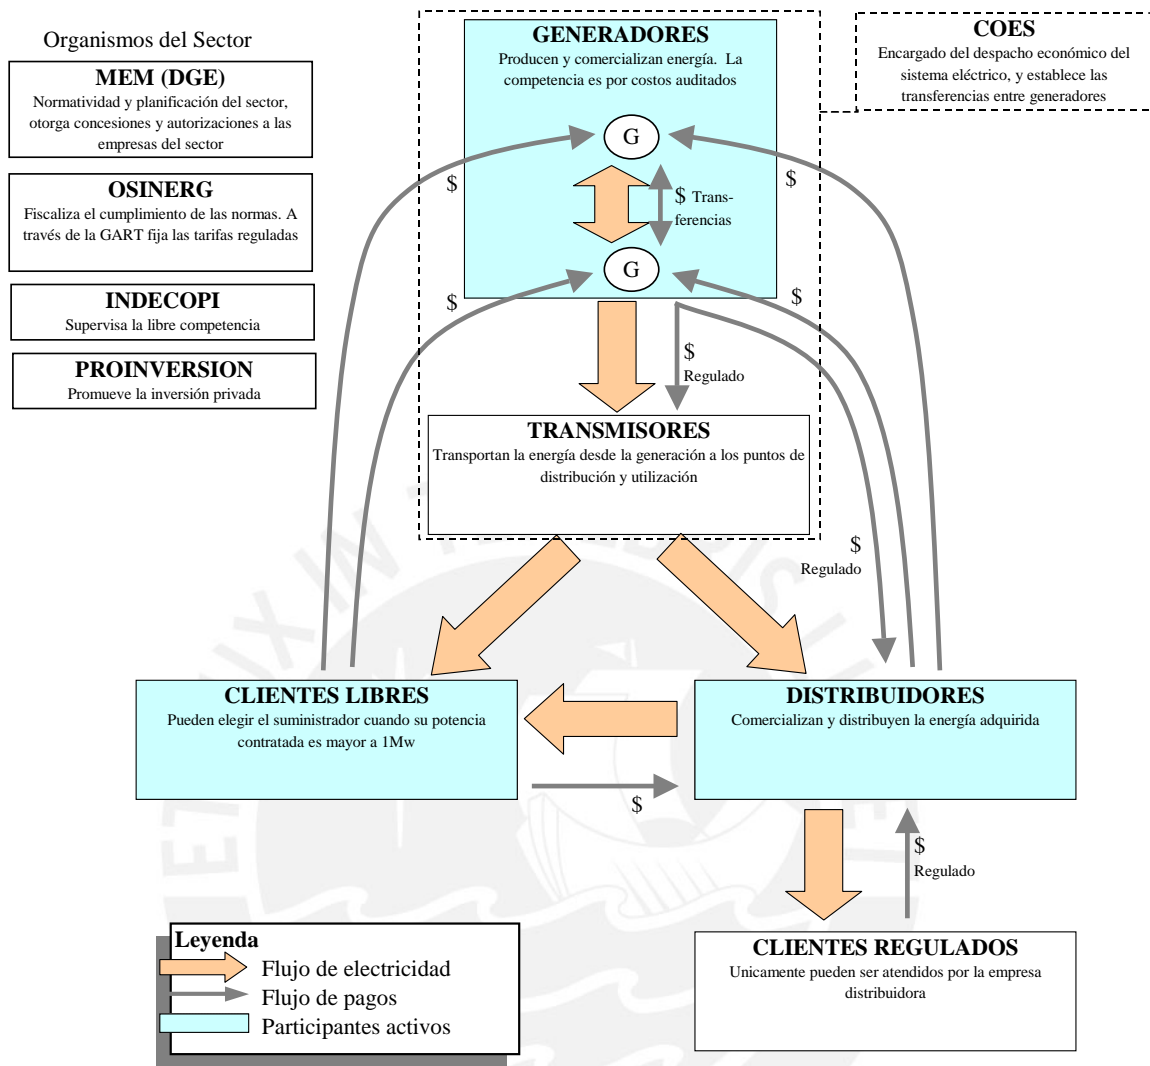 Organismos del Sector
MEM (DGE)
Normatividad y planificación del sector,
otorga concesiones y autorizaciones a las
empresas del sector
OSINERG
Fiscaliza el cumplimiento de las normas. A
través de la GART fija las tarifas reguladas
INDECOPI
Supervisa la libre competencia
PROINVERSION
Promueve la inversión privada
GENERADORES
Producen y comercializan energía. La
competencia es por costos auditados
G
$ Trans-
ferencias
G
$
$
$
$
COES
Encargado del despacho económico del
sistema eléctrico, y establece las
transferencias entre generadores
$
Regulado
TRANSMISORES
Transportan la energía desde la generación a los puntos de
distribución y utilización
$
Regulado
CLIENTES LIBRES
Pueden elegir el suministrador cuando su potencia
contratada es mayor a 1Mw
DISTRIBUIDORES
Comercializan y distribuyen la energía adquirida
$
$
Regulado
CLIENTES REGULADOS
Unicamente pueden ser atendidos por la empresa
distribuidora
Leyenda
Flujo de electricidad
Flujo de pagos
Participantes activos